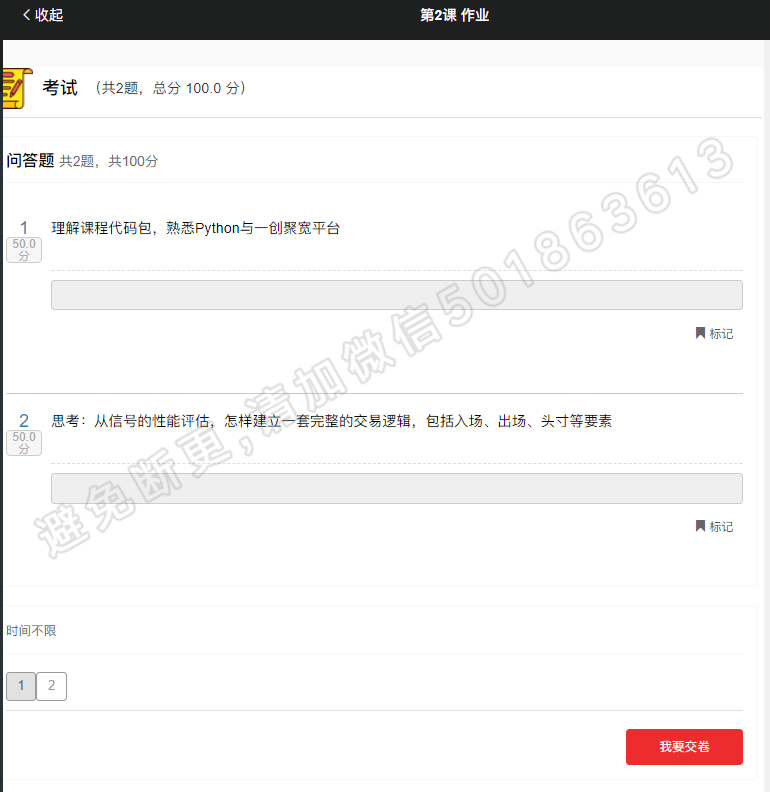 收起
第2课 作业
考试 （共2题，总分 100.0 分）
问答题 共2题，共100分
1 理解课程代码包，熟悉Python与一创聚宽平台
50.0
分
标记
2 思考：从信号的性能评估，怎样建立一套完整的交易逻辑，包括入场、出场、头寸等要素
50.0
分
标记
避免断更,请加微信501863613
时间不限
1 2
我要交卷